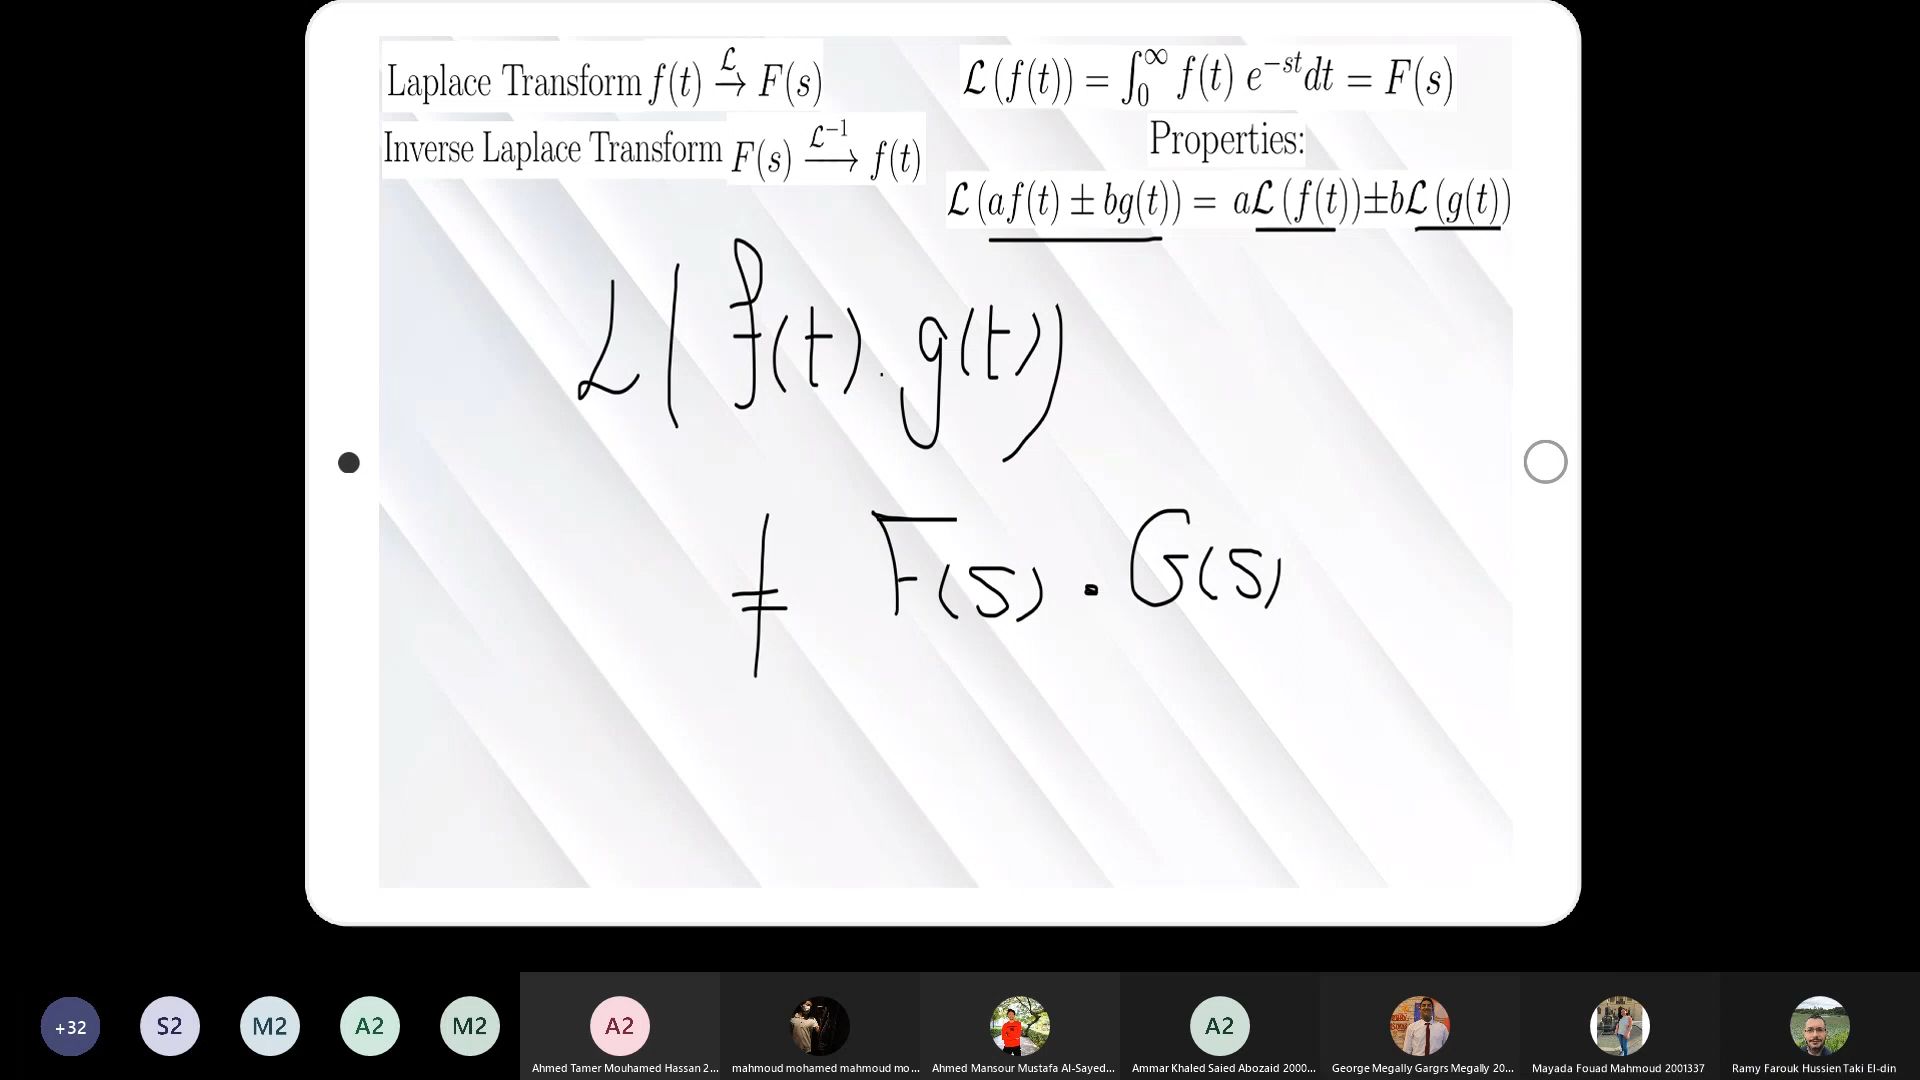 Laplace Transform f(t) →ℒ F(s)
ℒ(f(t)) = ∫₀^∞ f(t) e^{-st}dt = F(s)
Inverse Laplace Transform F(s) →ℒ⁻¹ f(t)
Properties:
ℒ(af(t) ± bg(t)) = aℒ(f(t))±bℒ(g(t))
ℒ(f(t).g(t))
≠ F(s) . G(s)
+32
S2
M2
A2
M2
A2
A2
Ahmed Tamer Mouhamed Hassan 2...
mahmoud mohamed mahmoud mo...
Ahmed Mansour Mustafa Al-Sayed...
Ammar Khaled Saied Abozaid 2000...
George Megally Gargrs Megally 20...
Mayada Fouad Mahmoud 2001337
Ramy Farouk Hussien Taki El-din